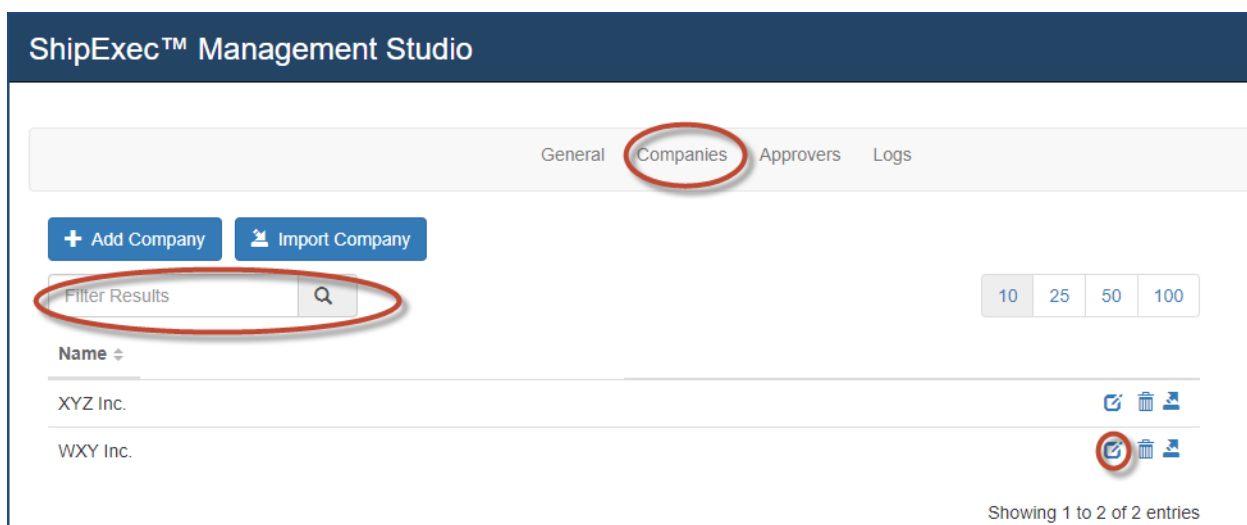 ShipExec™ Management Studio
General Companies Approvers Logs
Add Company Import Company
Filter Results 10 25 50 100
Name
XYZ Inc.
WXY Inc.
Showing 1 to 2 of 2 entries